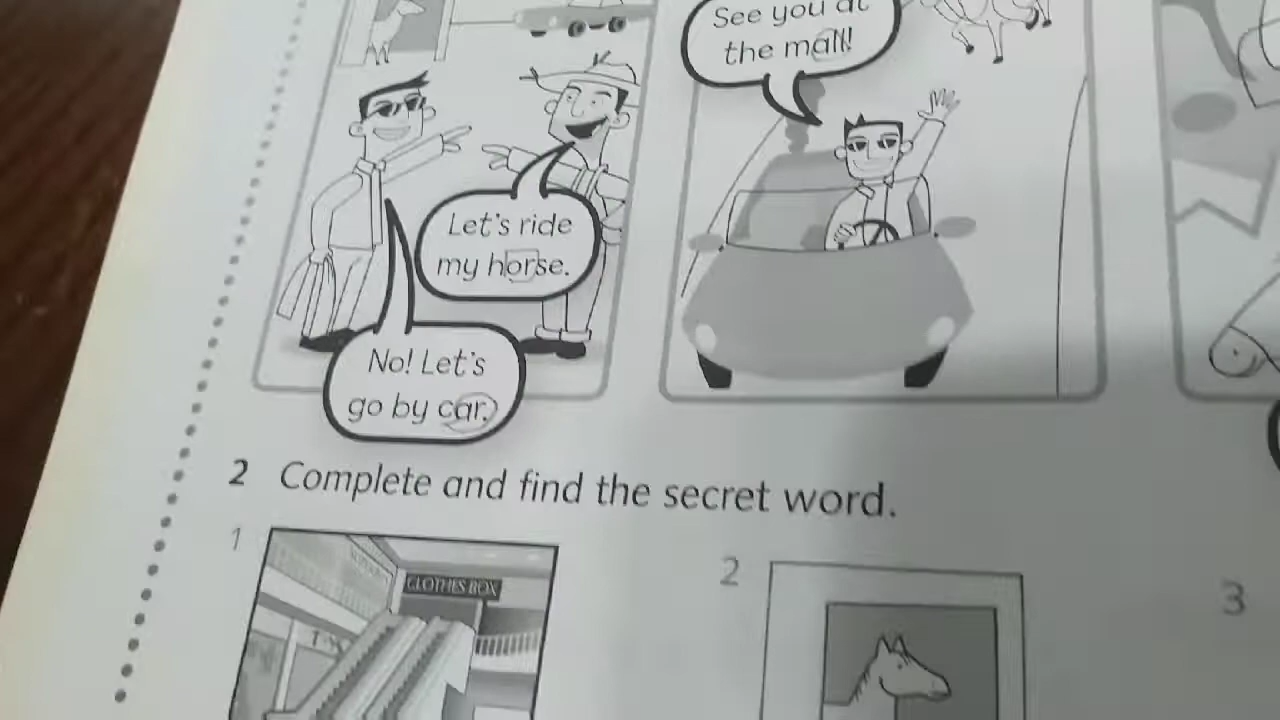 Let's ride
my horse.
No! Let's
go by car.
See you at
the mall!
2 Complete and find the secret word.
1
CLOTHES BOX
2
3